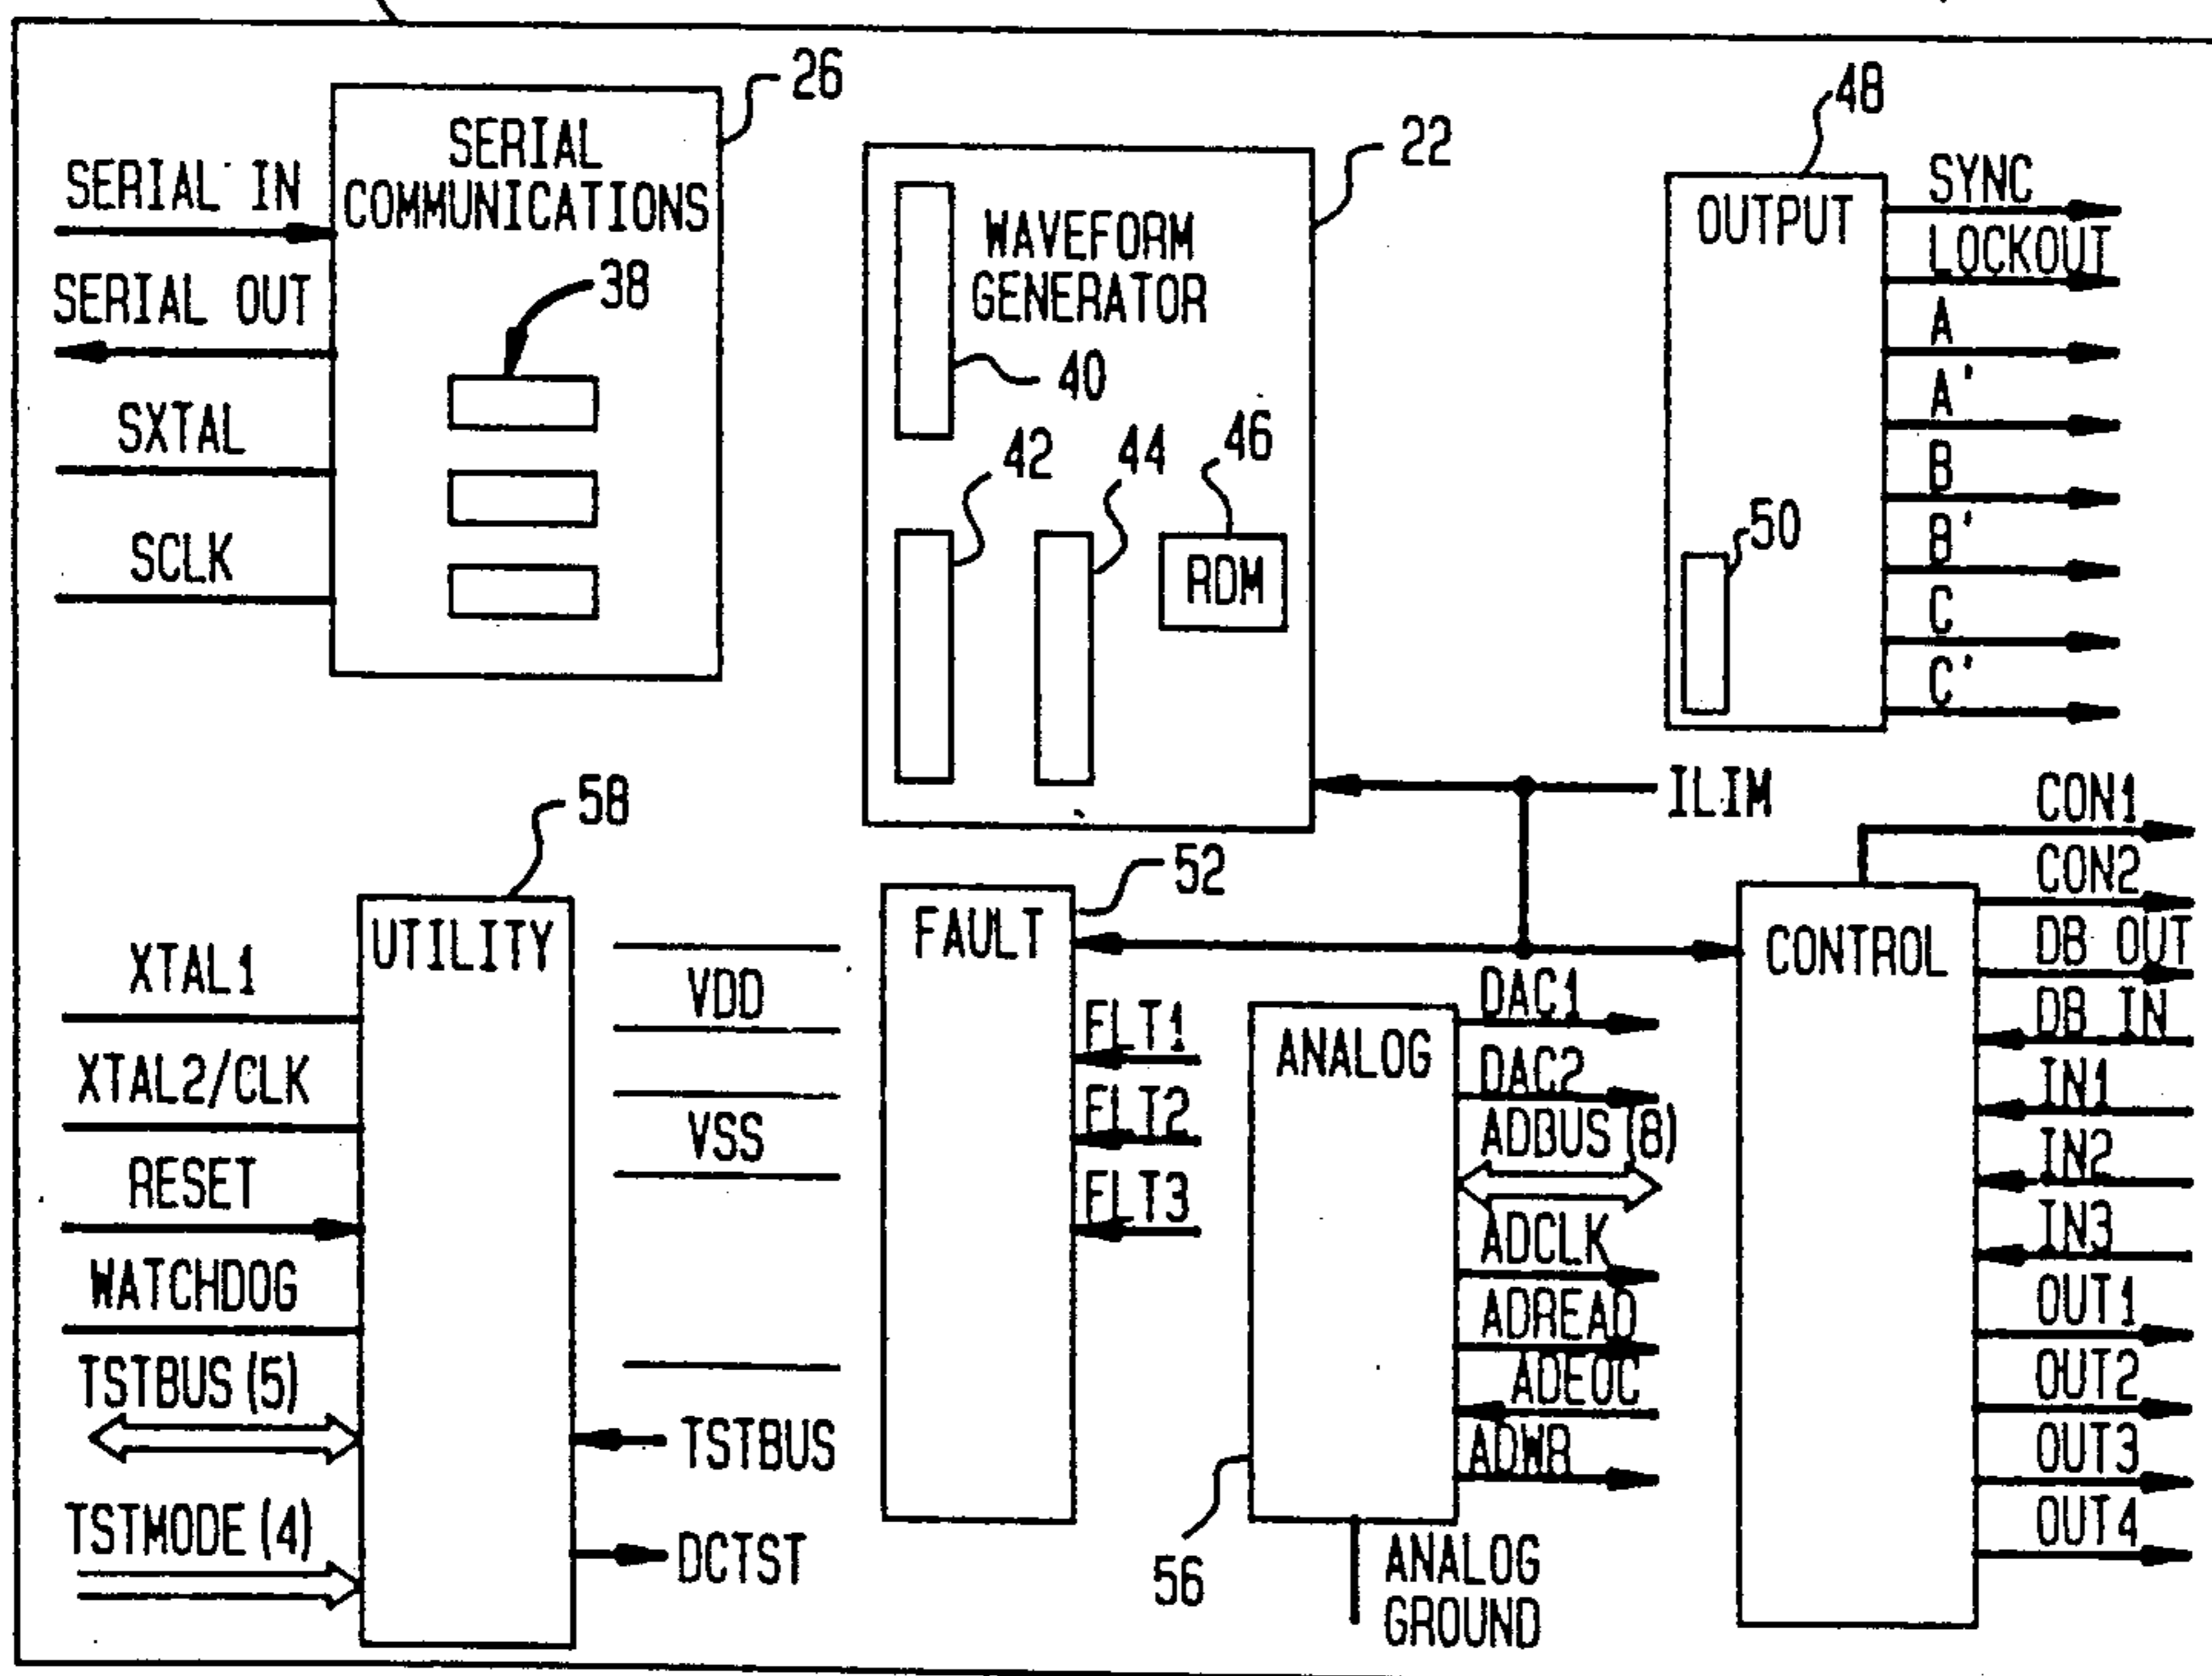 26
SERIAL
COMMUNICATIONS
SERIAL IN
SERIAL OUT
38
SXTAL
SCLK
22
WAVEFORM
GENERATOR
40
42
44
46
RDM
48
OUTPUT
50
SYNC
LOCKOUT
A
A'
B
B'
C
C'
ILIM
58
UTILITY
XTAL1
XTAL2/CLK
RESET
WATCHDOG
TSTBUS (5)
TSTMODE (4)
VDD
VSS
TSTBUS
DCTST
52
FAULT
FLT1
FLT2
FLT3
ANALOG
DAC1
DAC2
ADBUS (8)
ADCLK
ADREAD
ADEOC
ADWR
56
ANALOG
GROUND
CONTROL
CON1
CON2
DB OUT
DB IN
IN1
IN2
IN3
OUT1
OUT2
OUT3
OUT4